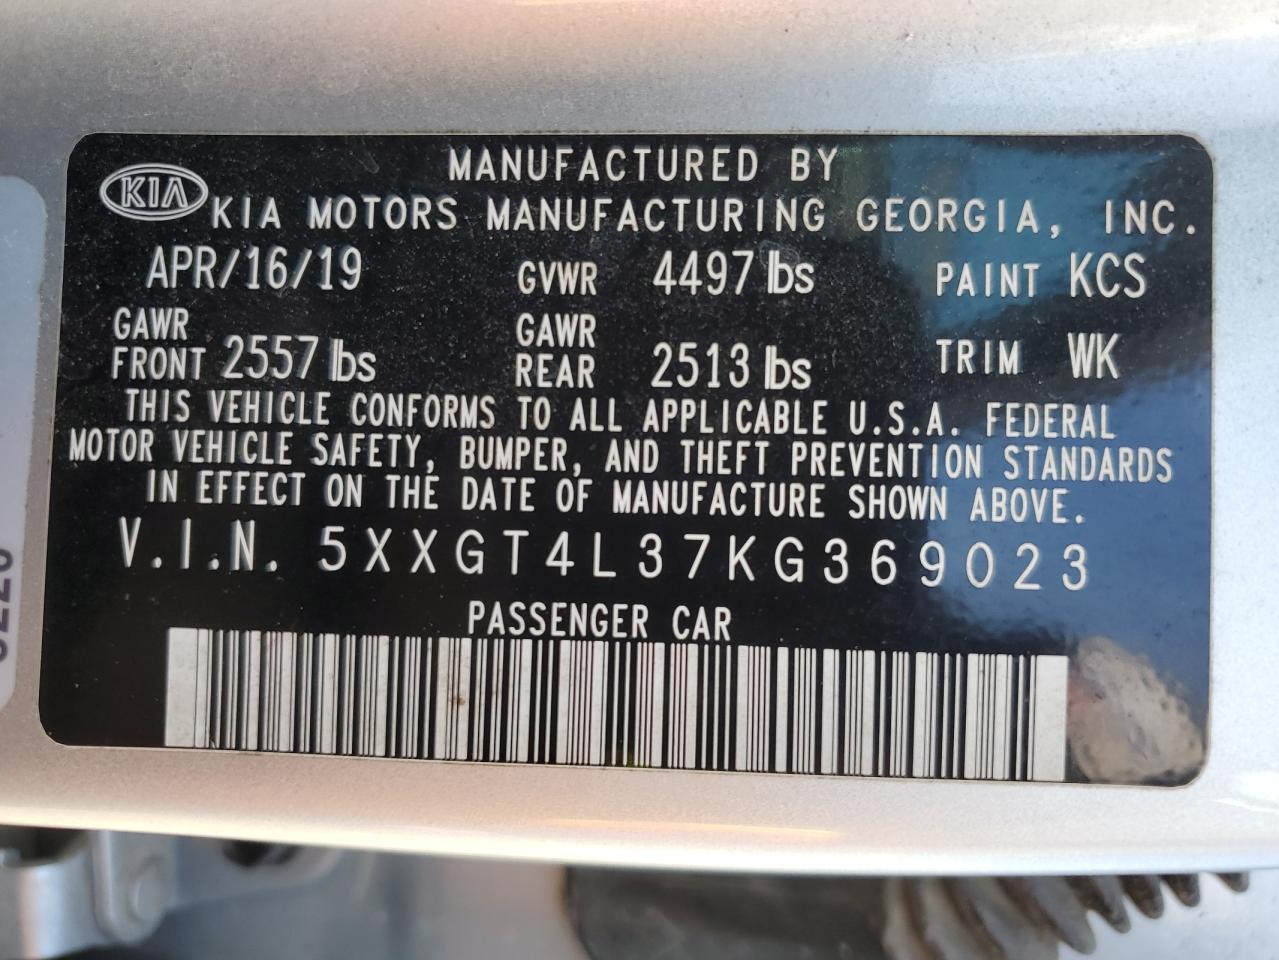 MANUFACTURED BY
KIA KIA MOTORS MANUFACTURING GEORGIA, INC.
APR/16/19 GVWR 4497 lbs PAINT KCS
GAWR FRONT 2557 lbs GAWR REAR 2513 lbs TRIM WK
THIS VEHICLE CONFORMS TO ALL APPLICABLE U.S.A. FEDERAL
MOTOR VEHICLE SAFETY, BUMPER, AND THEFT PREVENTION STANDARDS
IN EFFECT ON THE DATE OF MANUFACTURE SHOWN ABOVE.
V.I.N. 5XXGT4L37KG369023
PASSENGER CAR